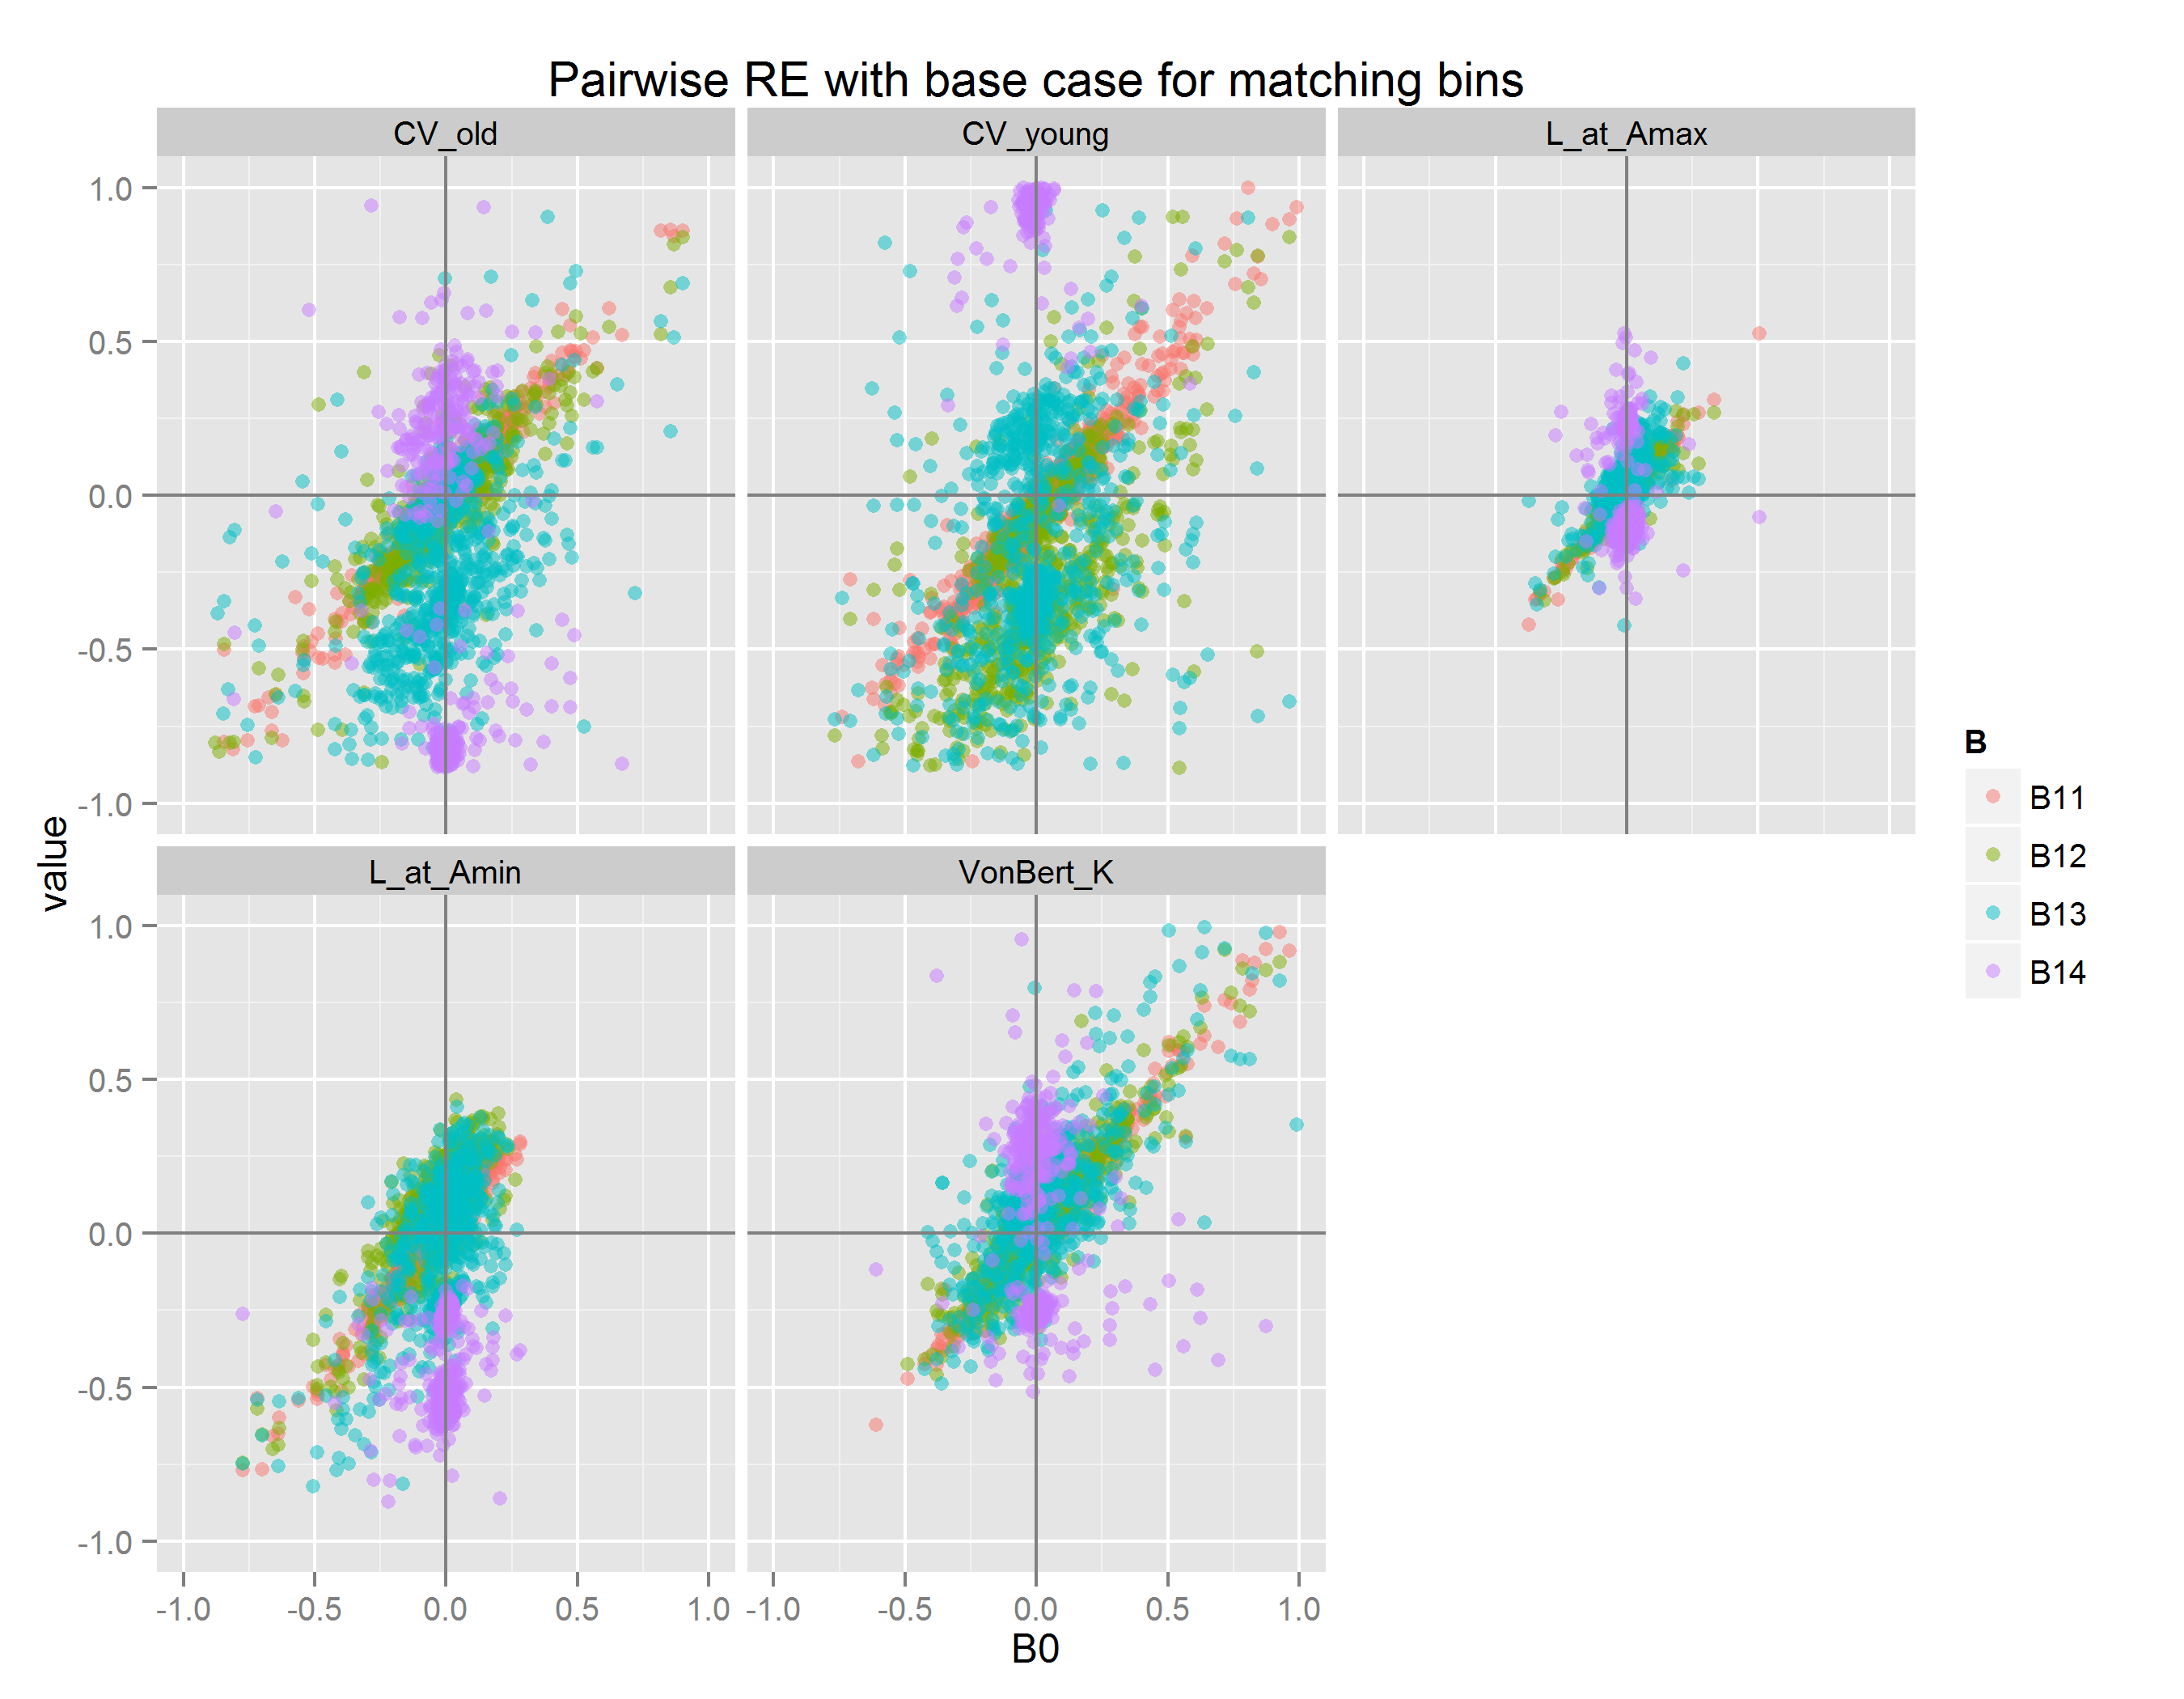 Pairwise RE with base case for matching bins
CV_old CV_young L_at_Amax
1.0
0.5
0.0
-0.5
-1.0
L_at_Amin VonBert_K
1.0
0.5
0.0
-0.5
-1.0
-1.0 -0.5 0.0 0.5 1.0 -1.0 -0.5 0.0 0.5 1.0
B0
value
B
B11
B12
B13
B14